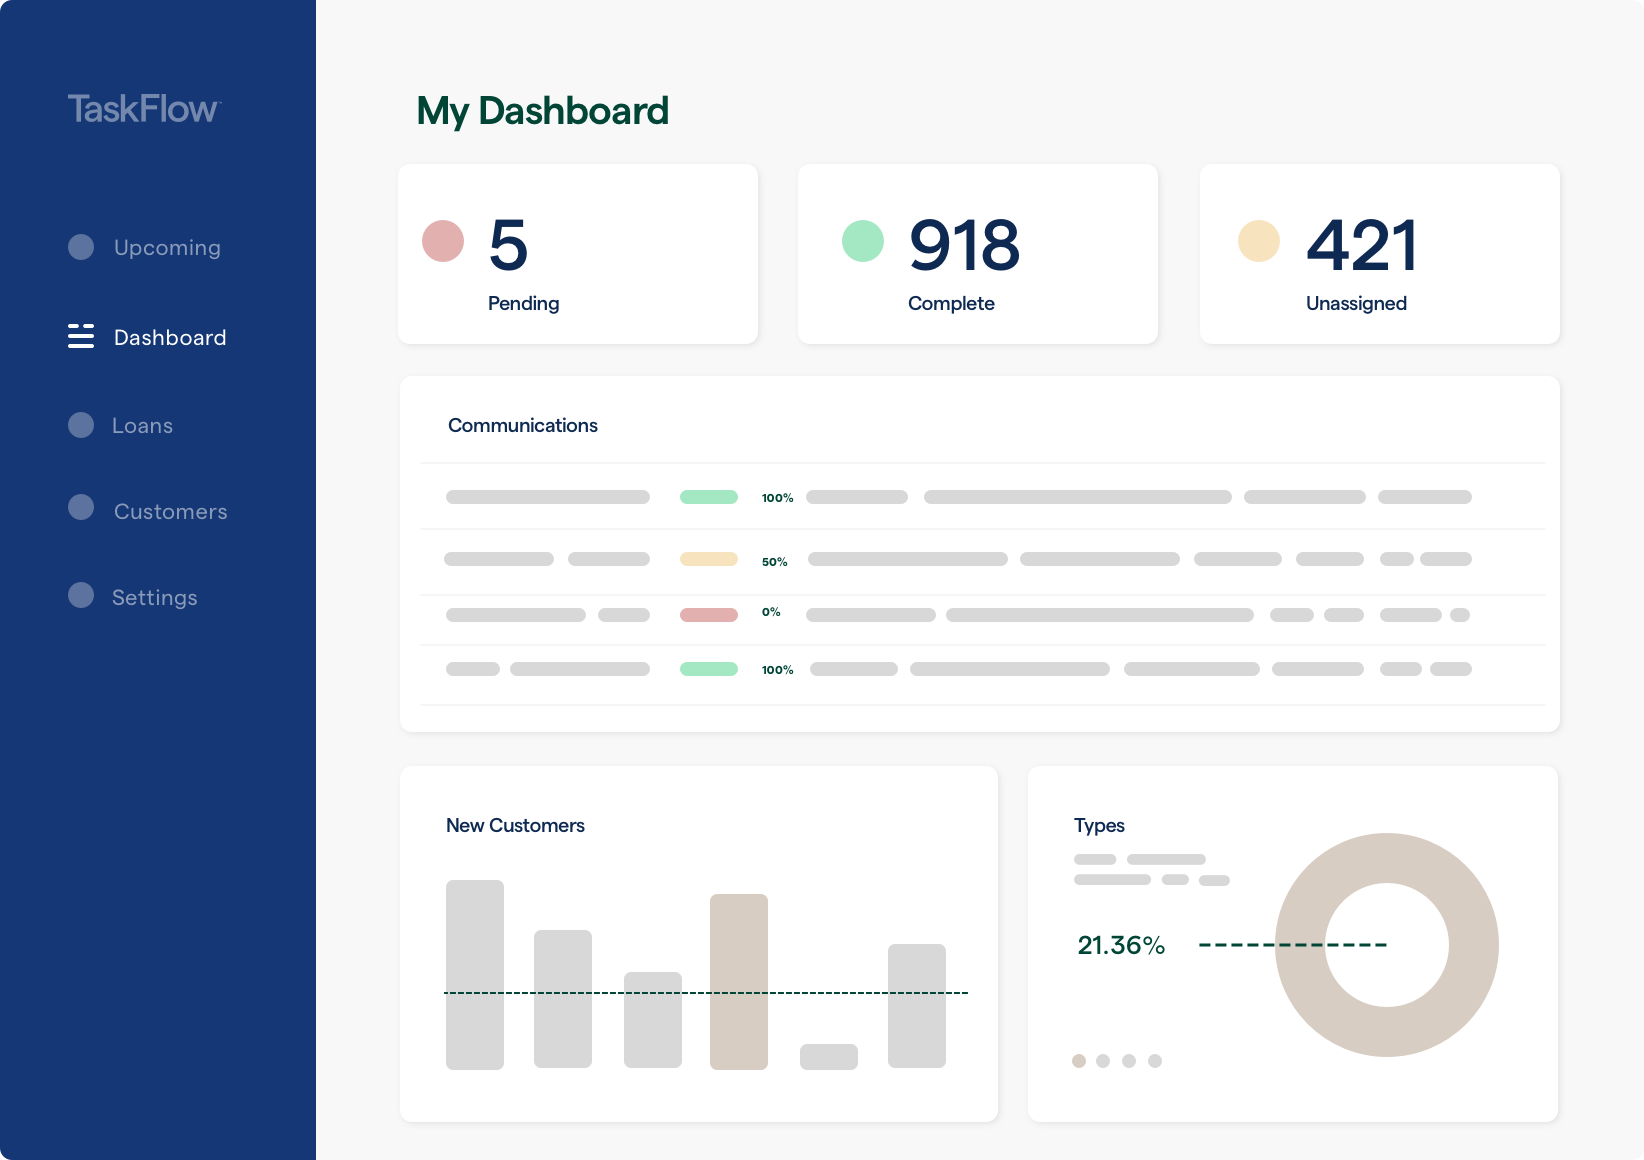 TaskFlow™
Upcoming
Dashboard
Loans
Customers
Settings
My Dashboard
5
Pending
918
Complete
421
Unassigned
Communications
100%
50%
0%
100%
New Customers
Types
21.36%